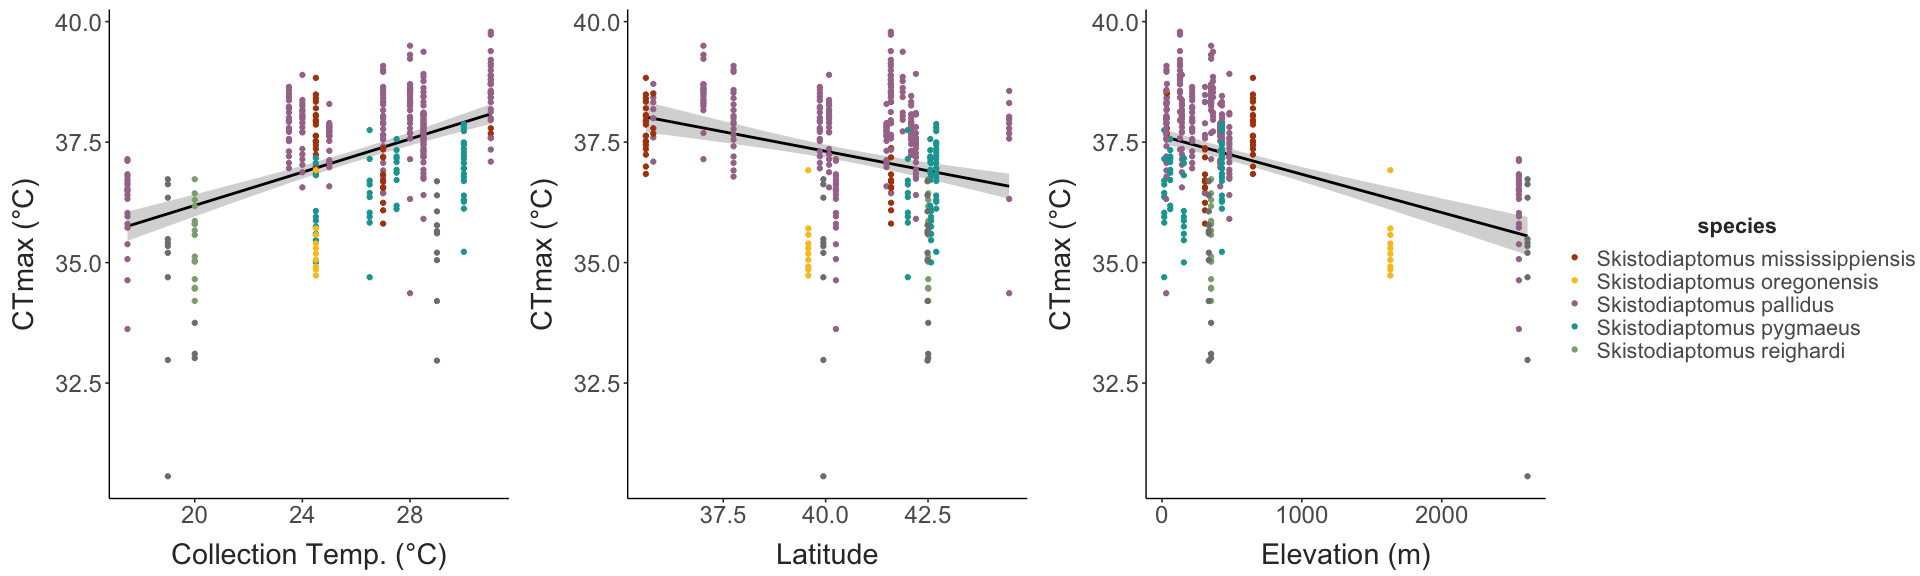 40.0
37.5
35.0
32.5
CTmax (°C)
20
24
28
Collection Temp. (°C)
40.0
37.5
35.0
32.5
CTmax (°C)
37.5
40.0
42.5
Latitude
40.0
37.5
35.0
32.5
CTmax (°C)
0
1000
2000
Elevation (m)
species
Skistodiaptomus mississippiensis
Skistodiaptomus oregonensis
Skistodiaptomus pallidus
Skistodiaptomus pygmaeus
Skistodiaptomus reighardi